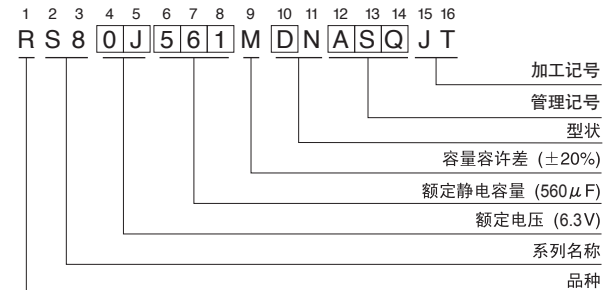 1 2 3 4 5 6 7 8 9 10 11 12 13 14 15 16
R S 8 0 J 5 6 1 M D N A S Q J T
加工记号
管理记号
型状
容量容许差 (±20%)
额定静电容量 (560μF)
额定电压 (6.3V)
系列名称
品种